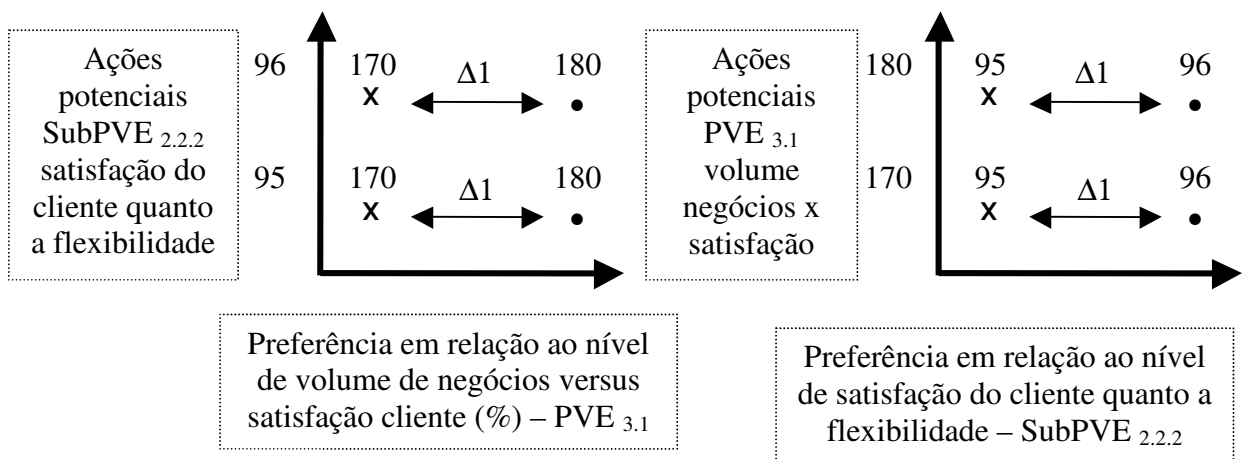 Ações
potenciais
SubPVE 2.2.2
satisfação do
cliente quanto
a flexibilidade
96 170 Δ1 180
x •
95 170 Δ1 180
x •
Preferência em relação ao nível
de volume de negócios versus
satisfação cliente (%) – PVE 3.1
Ações
potenciais
PVE 3.1
volume
negócios x
satisfação
180 95 Δ1 96
x •
170 95 Δ1 96
x •
Preferência em relação ao nível
de satisfação do cliente quanto a
flexibilidade – SubPVE 2.2.2